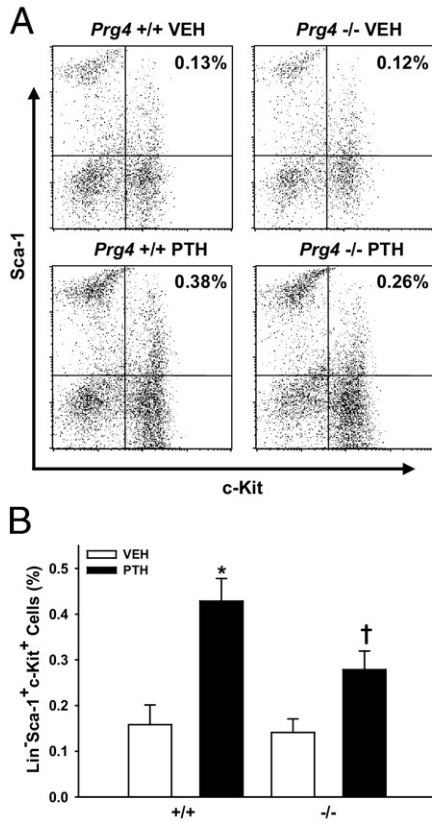 A
Prg4 +/+ VEH
Prg4 -/- VEH
0.13%
0.12%
Sca-1
Prg4 +/+ PTH
Prg4 -/- PTH
0.38%
0.26%
c-Kit
B
VEH
PTH
Lin⁻Sca-1⁺c-Kit⁺ Cells (%)
0.5
0.4
0.3
0.2
0.1
0.0
*
†
+/+
-/-